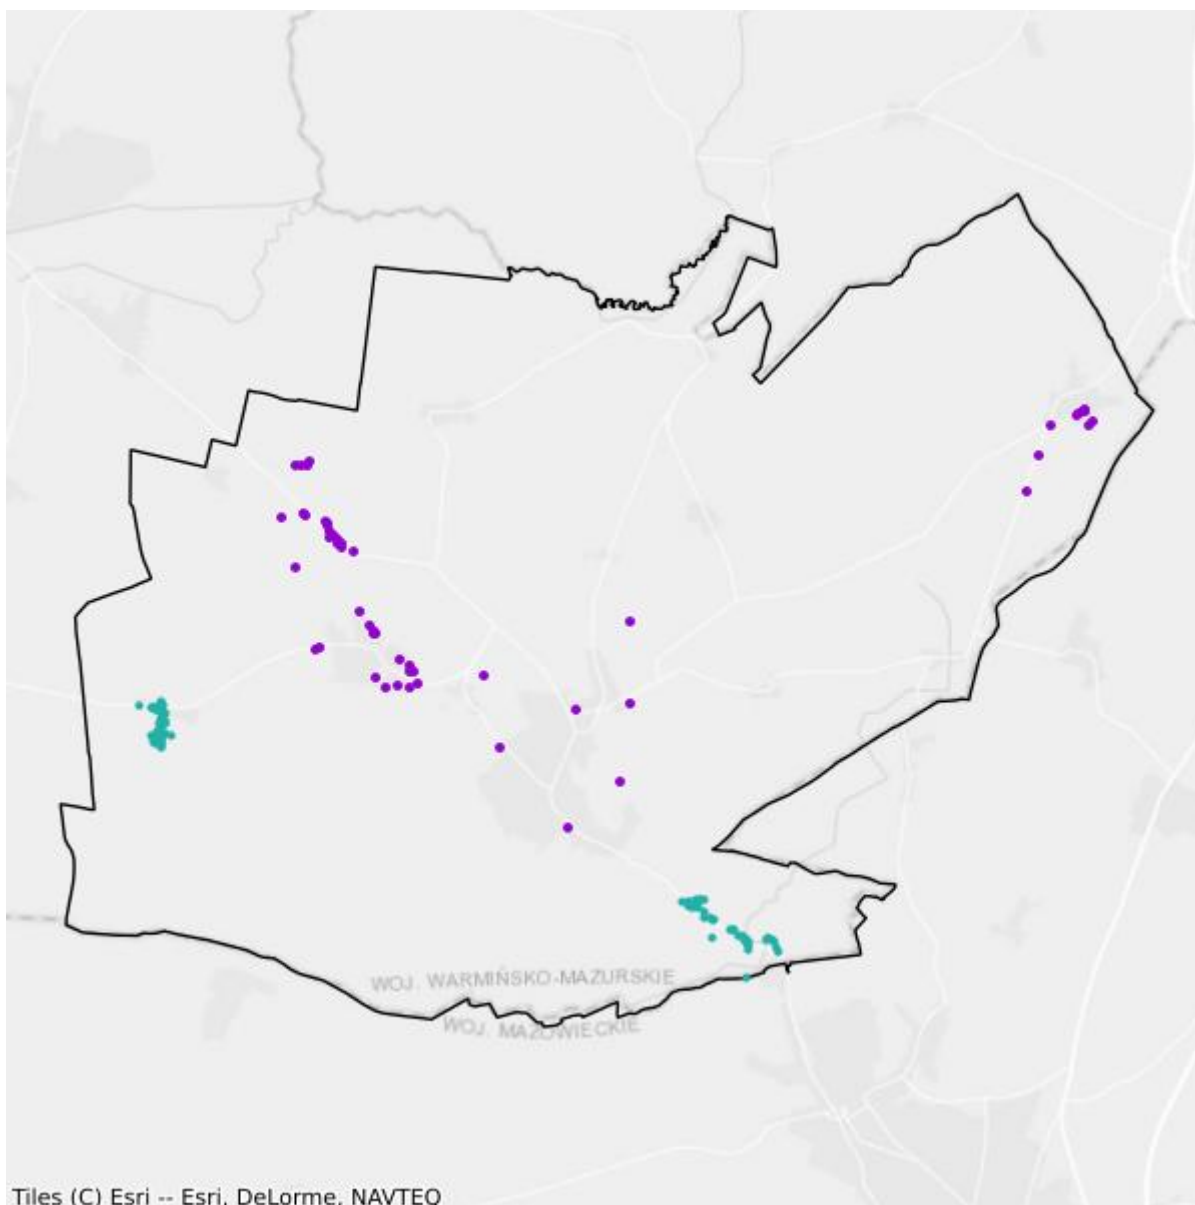 WOJ. WARMIŃSKO-MAZURSKIE
WOJ. MAZOWIECKIE
Tiles (C) Esri -- Esri, DeLorme, NAVTEQ